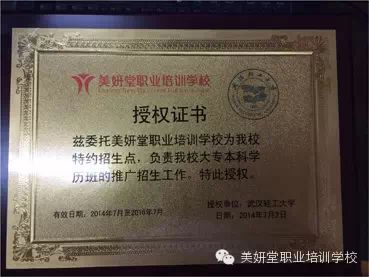 美妍堂职业培训学校
授权证书
兹委托美妍堂职业培训学校为我校
特约招生点，负责我校大专本科学
历班的推广招生工作。特此授权。
授权单位：武汉轻工大学
有效日期：2014年7月至2016年7月
日期：2014年7月2日
美妍堂职业培训学校